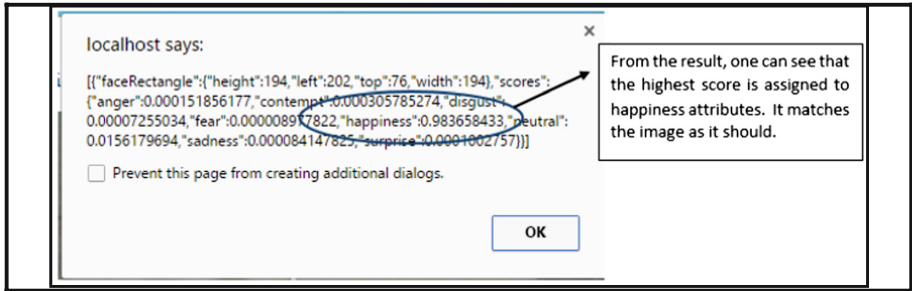 localhost says:
[{"faceRectangle":{"height":194,"left":202,"top":76,"width":194},"scores":
{"anger":0.000151856177,"contempt":0.000305785274,"disgust":
0.00007255034,"fear":0.000008977822,"happiness":0.983658433,"neutral":
0.0156179694,"sadness":0.000084147825,"surprise":0.0001002757}}]
Prevent this page from creating additional dialogs.
OK
From the result, one can see that
the highest score is assigned to
happiness attributes. It matches
the image as it should.